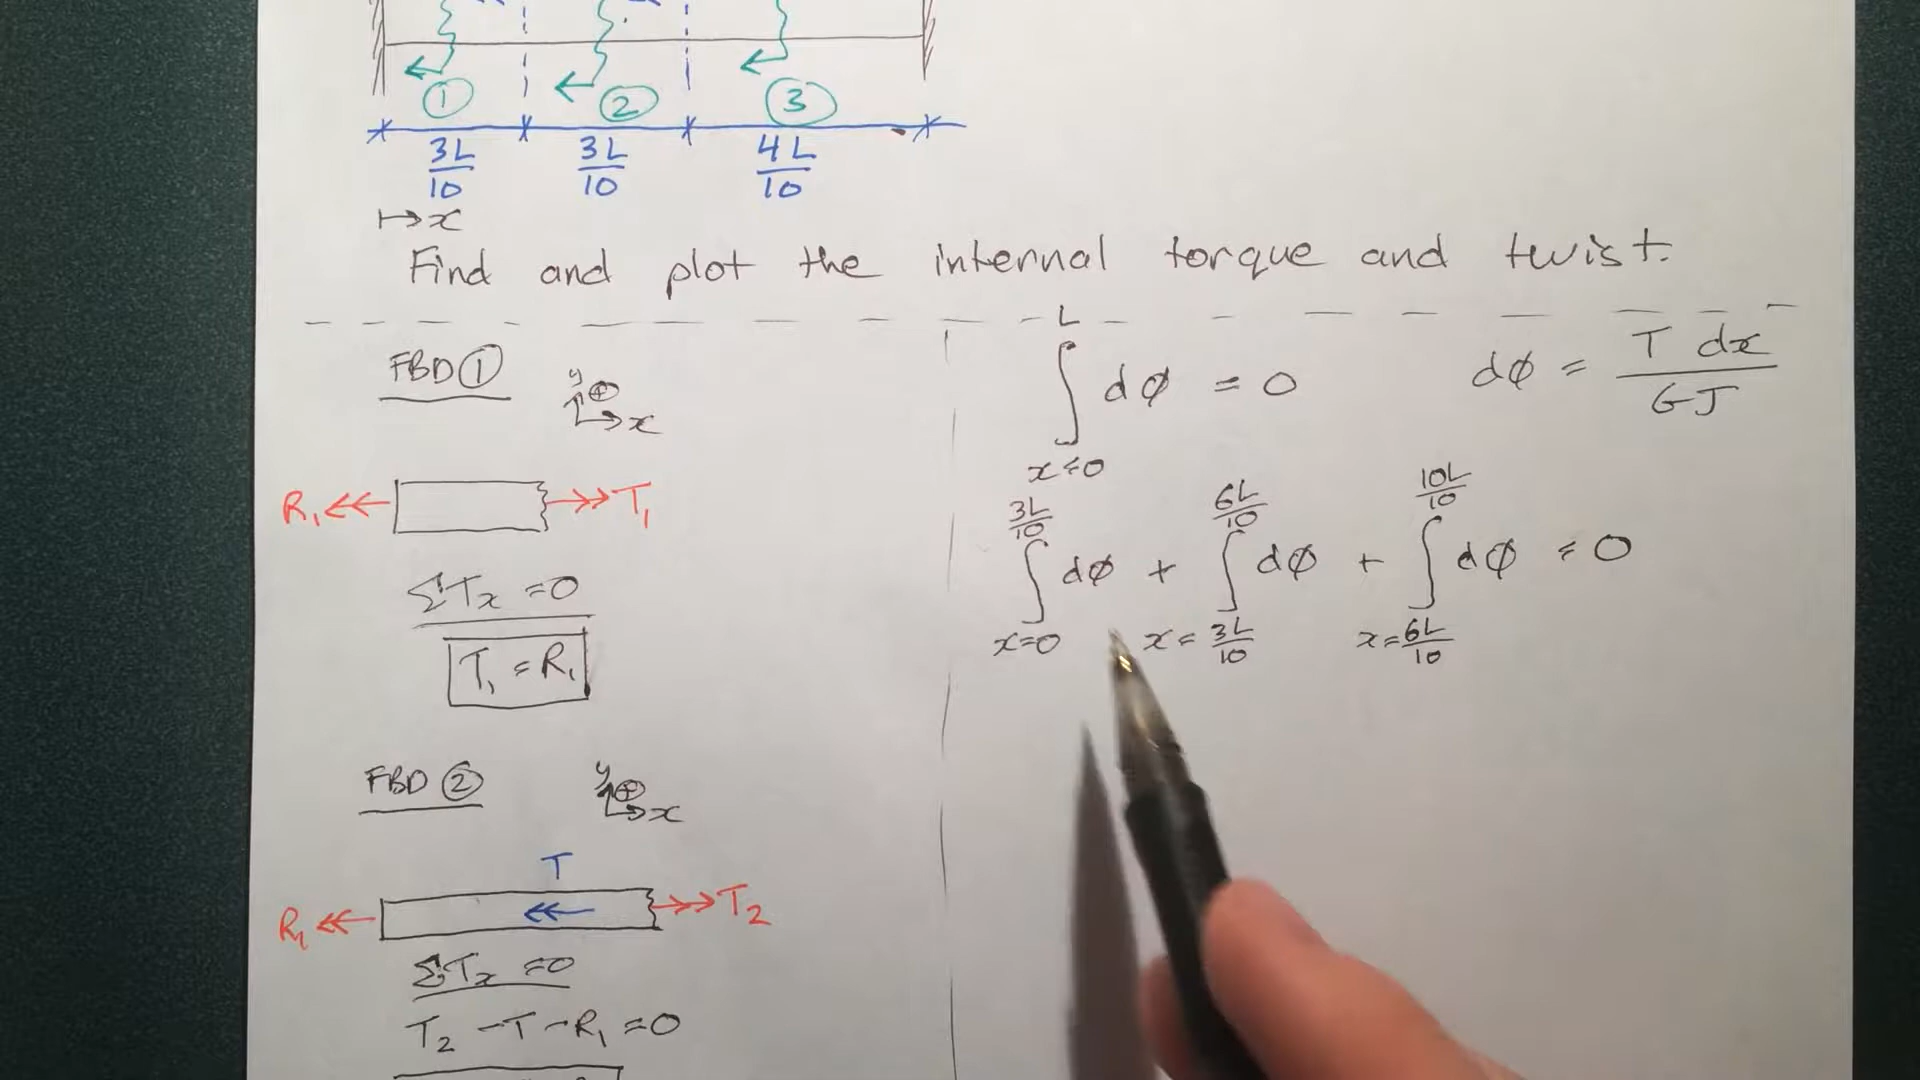 ① ② ③
3L/10 3L/10 4L/10
↦x
Find and plot the internal torque and twist.
FBD ①
y ⊕ x
R₁ T₁
ΣTx = 0
T₁ = R₁
FBD ②
y ⊕ x
T
R₁ T₂
ΣTx = 0
T₂ - T - R₁ = 0
∫_{x=0}^{L} dφ = 0
dφ = T dx / GJ
∫_{x=0}^{3L/10} dφ + ∫_{x=3L/10}^{6L/10} dφ + ∫_{x=6L/10}^{10L/10} dφ = 0